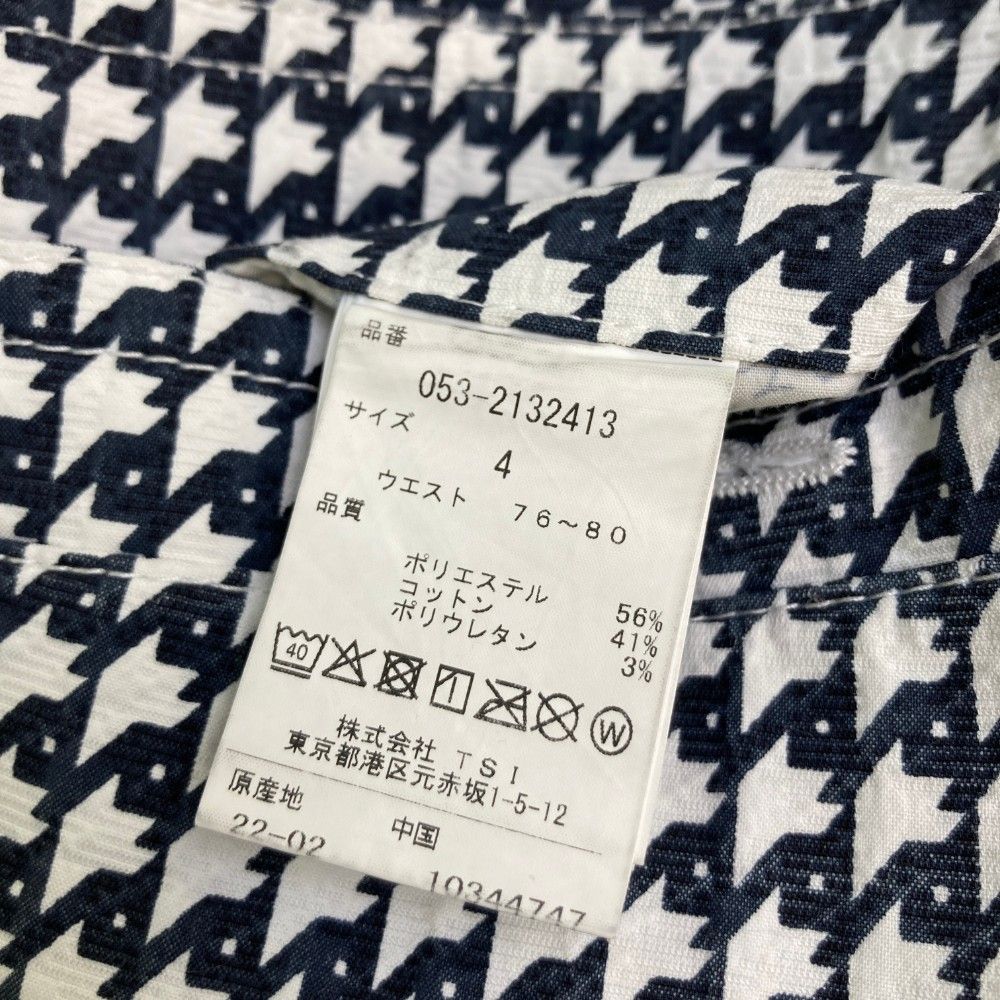 品番
053-2132413
サイズ
4
ウエスト 76～80
品質
ポリエステル 56%
コットン 41%
ポリウレタン 3%
40
W
株式会社 TSI
東京都港区元赤坂1-5-12
原産地 中国
22-02 10344747